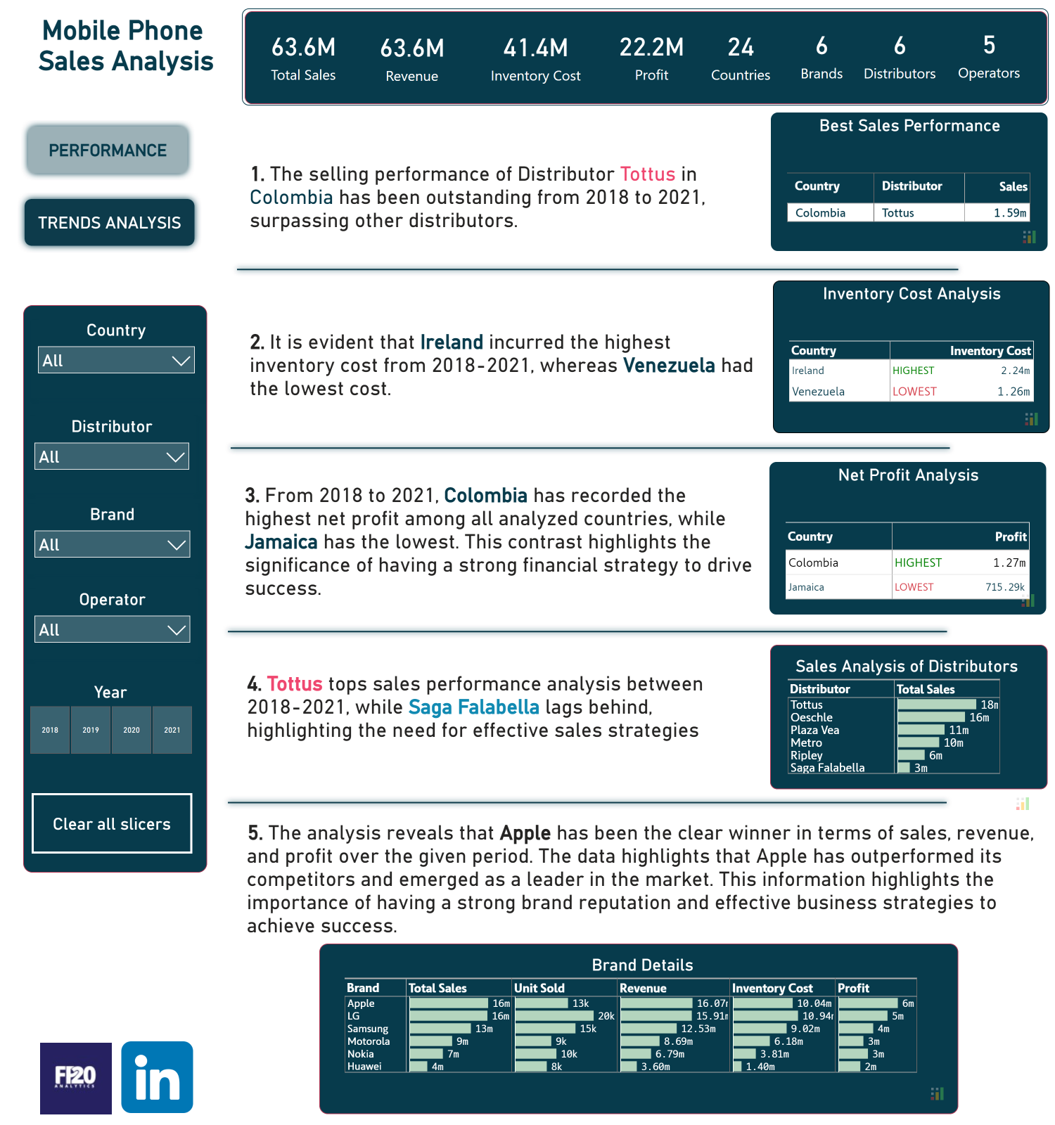 Mobile Phone
Sales Analysis
63.6M 63.6M 41.4M 22.2M 24 6 6 5
Total Sales Revenue Inventory Cost Profit Countries Brands Distributors Operators
PERFORMANCE
TRENDS ANALYSIS
Country
All
Distributor
All
Brand
All
Operator
All
Year
2018 2019 2020 2021
Clear all slicers
1. The selling performance of Distributor Tottus in
Colombia has been outstanding from 2018 to 2021,
surpassing other distributors.
Best Sales Performance
Country Distributor Sales
Colombia Tottus 1.59m
2. It is evident that Ireland incurred the highest
inventory cost from 2018-2021, whereas Venezuela had
the lowest cost.
Inventory Cost Analysis
Country Inventory Cost
Ireland HIGHEST 2.24m
Venezuela LOWEST 1.26m
3. From 2018 to 2021, Colombia has recorded the
highest net profit among all analyzed countries, while
Jamaica has the lowest. This contrast highlights the
significance of having a strong financial strategy to drive
success.
Net Profit Analysis
Country Profit
Colombia HIGHEST 1.27m
Jamaica LOWEST 715.29k
4. Tottus tops sales performance analysis between
2018-2021, while Saga Falabella lags behind,
highlighting the need for effective sales strategies
Sales Analysis of Distributors
Distributor Total Sales
Tottus 18m
Oeschle 16m
Plaza Vea 11m
Metro 10m
Ripley 6m
Saga Falabella 3m
5. The analysis reveals that Apple has been the clear winner in terms of sales, revenue,
and profit over the given period. The data highlights that Apple has outperformed its
competitors and emerged as a leader in the market. This information highlights the
importance of having a strong brand reputation and effective business strategies to
achieve success.
Brand Details
Brand Total Sales Unit Sold Revenue Inventory Cost Profit
Apple 16m 13k 16.07m 10.04m 6m
LG 16m 20k 15.91m 10.94m 5m
Samsung 13m 15k 12.53m 9.02m 4m
Motorola 9m 9k 8.69m 6.18m 3m
Nokia 7m 10k 6.79m 3.81m 3m
Huawei 4m 8k 3.60m 1.40m 2m
FP20
ANALYTICS
in